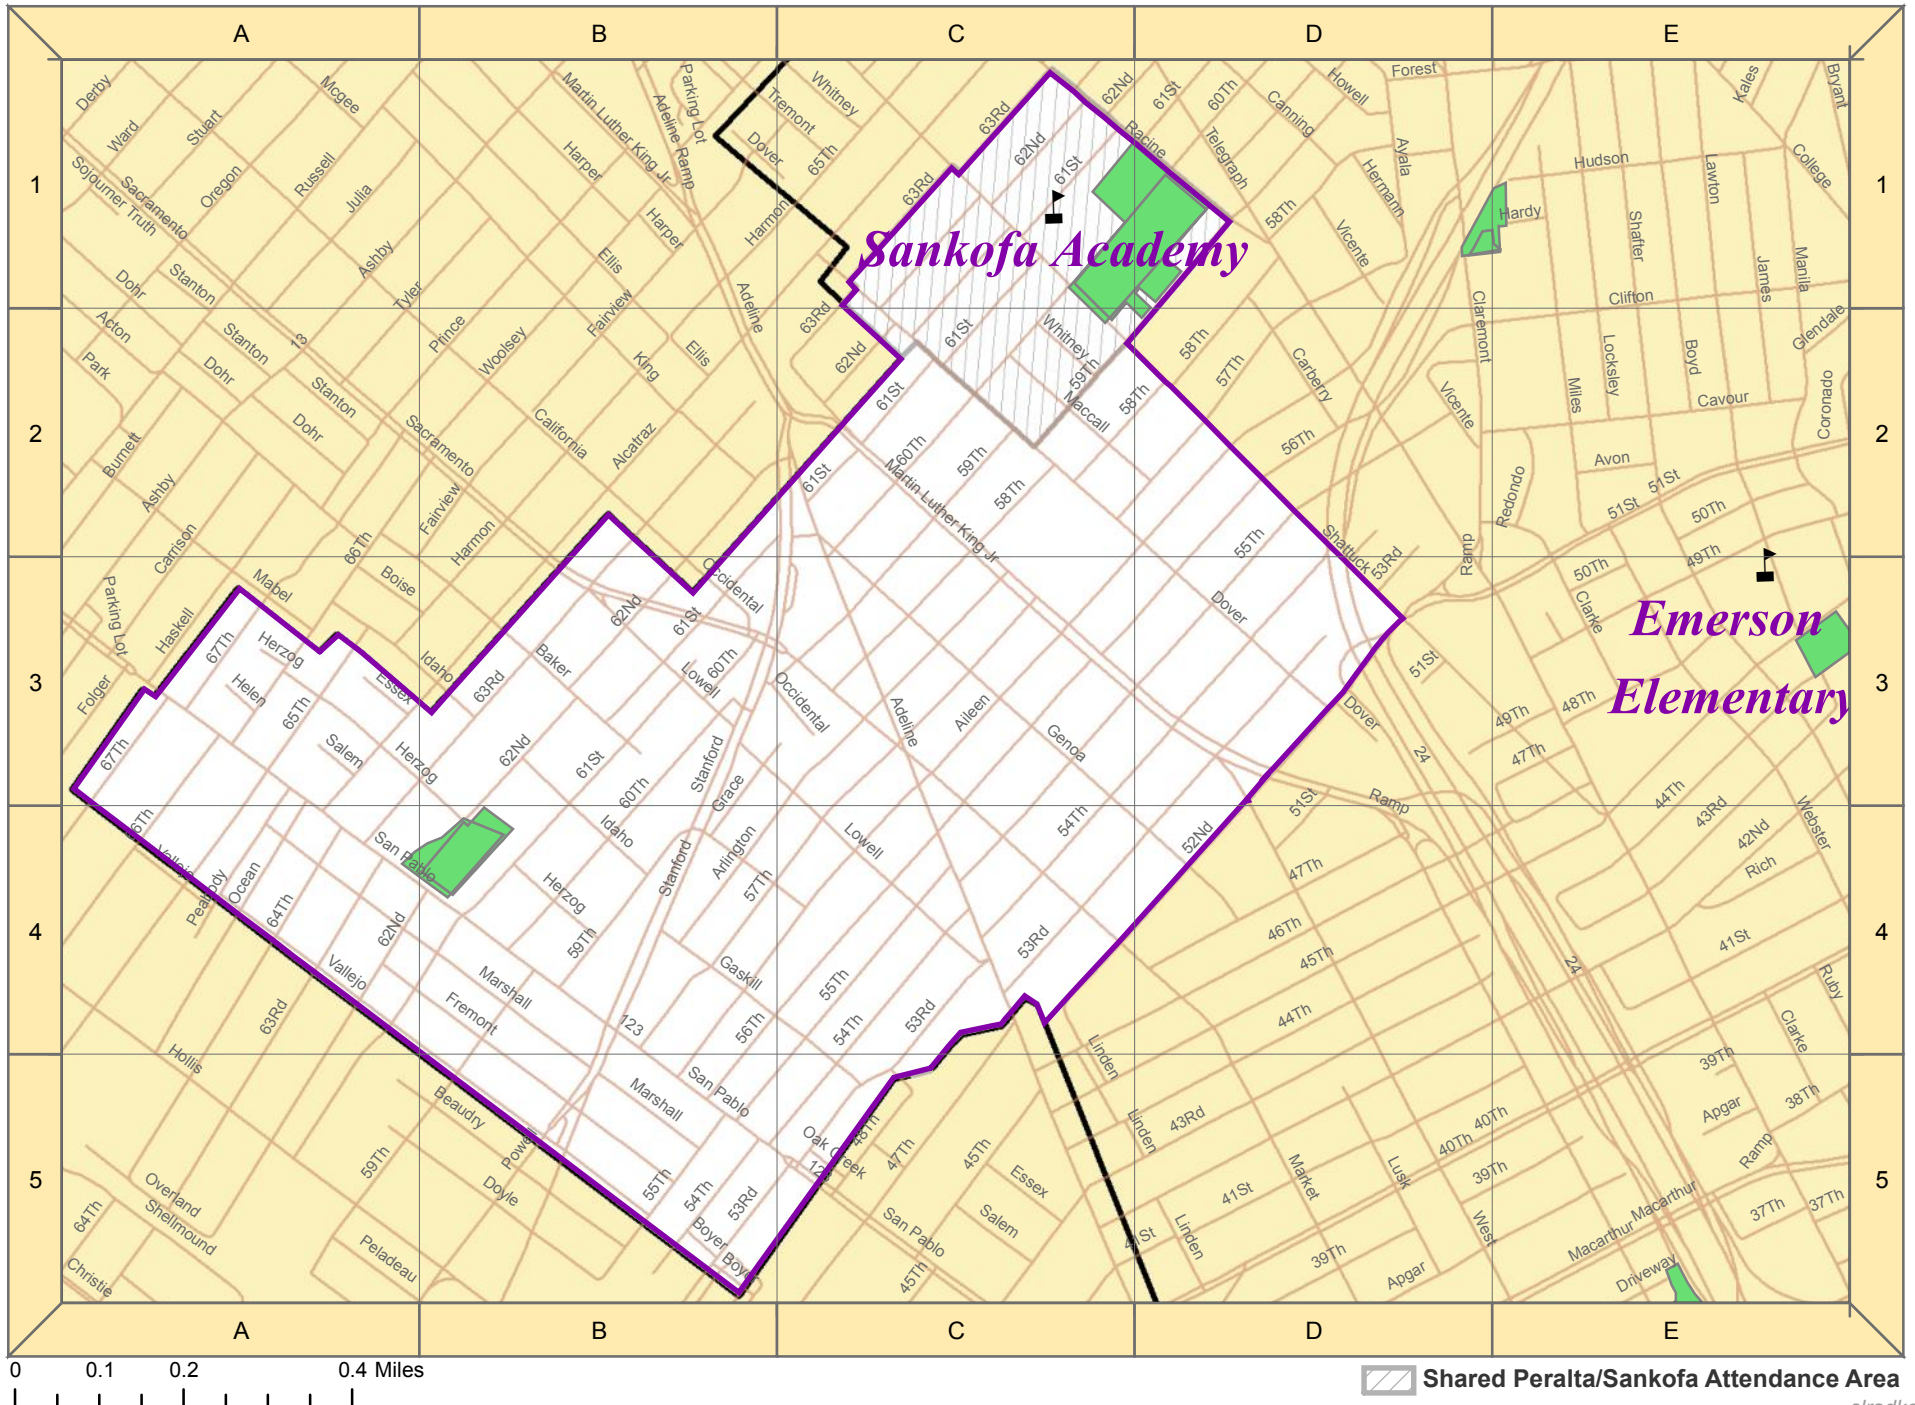 A B C D E
1 1
2 2
3 3
4 4
5 5
A B C D E
Derby
Ward
Stuart
Mcgee
Sojourner Truth
Sacramento
Oregon
Russell
Julia
Ashby
Tyler
Dohr
Stanton
Martin Luther King Jr
Harper
Harper
Ellis
Fairview
Adeline Ramp
Parking Lot
Tremont
Whitney
Dover
65Th
Harmon
Adeline
63Rd
63Rd
62Nd
61St
62Nd
61St
60Th
Racine
Telegraph
Canning
Howell
Forest
Ayala
Hermann
58Th
Vicente
Hudson
Hardy
Lawton
Shafter
Kales
Bryant
College
James
Manila
Clifton
Sankofa Academy
Acton
Park
Stanton
Dohr
13
Stanton
Dohr
Prince
Woolsey
King
Ellis
63Rd
62Nd
61St
61St
Whitney
59Th
Maccall
58Th
58Th
57Th
Carberry
Claremont
Vicente
Locksley
Boyd
Miles
Cavour
Glendale
Coronado
Burnett
Ashby
Carrison
Sacramento
California
Alcatraz
Fairview
Harmon
66Th
61St
60Th
59Th
58Th
Martin Luther King Jr
56Th
55Th
Shattuck
53Rd
Redondo
Rand
Avon
51St
51St
50Th
49Th
50Th
Parking Lot
Haskell
Mabel
Boise
Folger
67Th
Herzog
Helen
65Th
Essex
Idaho
63Rd
Baker
62Nd
61St
Occidental
60Th
Lowell
Occidental
Salem
Herzog
67Th
62Nd
61St
60Th
Stanford
Grace
Adeline
Aileen
Genoa
Dover
Dover
51St
24
Clarke
48Th
49Th
47Th
Emerson
Elementary
Vallejo
Peabody
Ocean
64Th
San Pablo
62Nd
Herzog
59Th
Idaho
Stanford
Arlington
57Th
Lowell
54Th
52Nd
51St
Ramp
47Th
46Th
45Th
44Th
44Th
43Rd
42Nd
Rich
Webster
41St
Ruby
24
Vallejo
63Rd
Marshall
Fremont
123
Gaskill
56Th
55Th
54Th
53Rd
53Rd
Linden
Clarke
39Th
Hollis
Beaudry
Powell
Doyle
59Th
Overland
Shellmound
64Th
Christie
Peladeau
Marshall
San Pablo
55Th
54Th
53Rd
Boyer
Oak Creek
48Th
47Th
45Th
Essex
Salem
San Pablo
45Th
Linden
43Rd
41St
41St
Linden
Market
39Th
Apgar
Lusk
West
40Th
40Th
39Th
Macarthur
Macarthur
Driveway
Apgar
38Th
Ramp
37Th
37Th
0 0.1 0.2 0.4 Miles
Shared Peralta/Sankofa Attendance Area